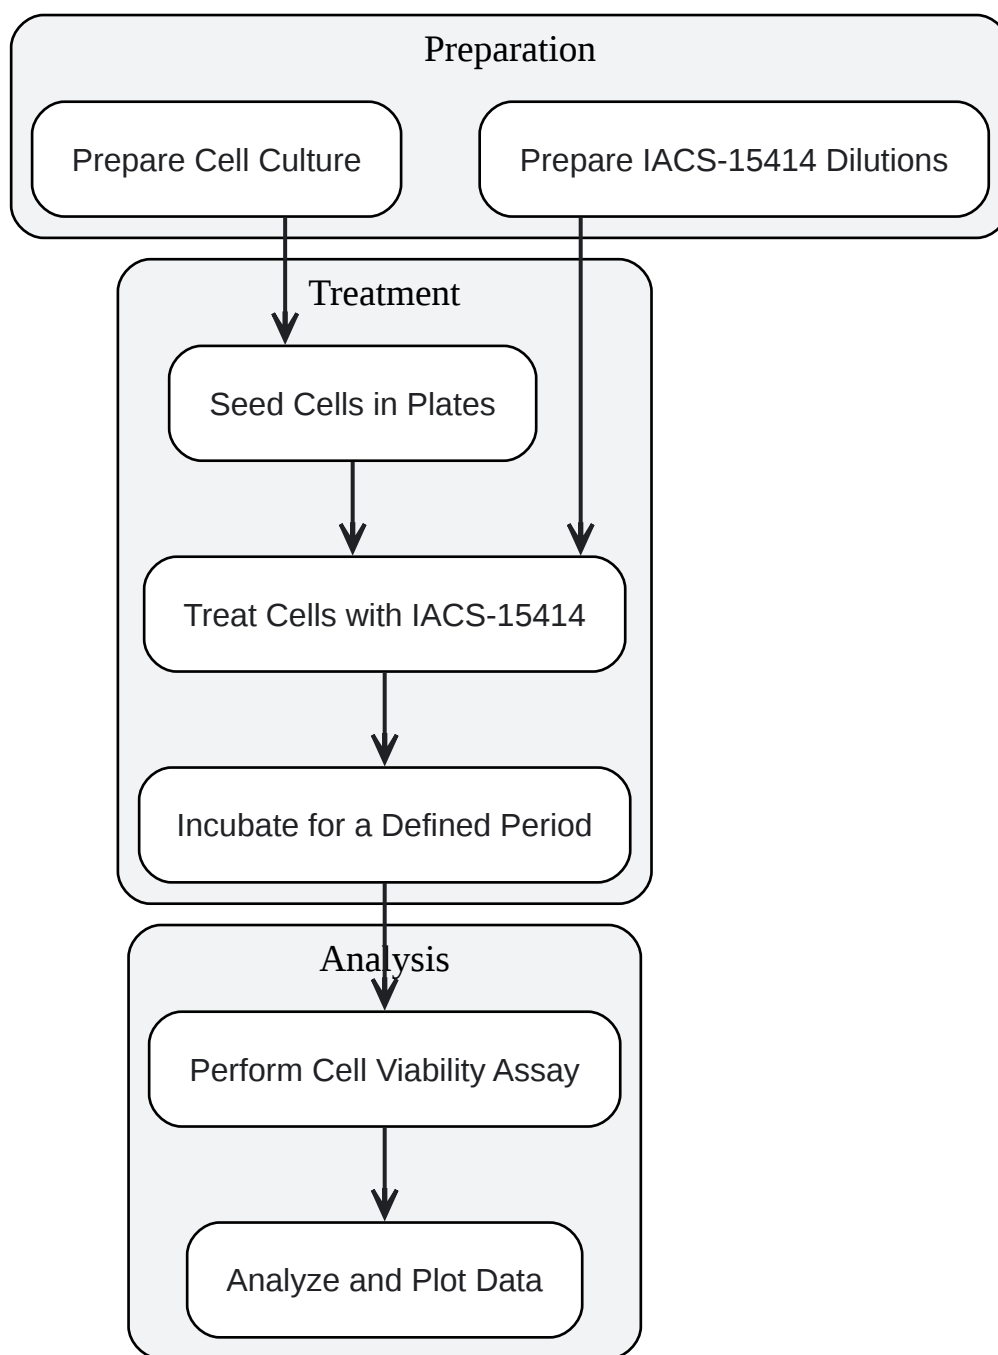 Preparation
Prepare Cell Culture
Prepare IACS-15414 Dilutions
Treatment
Seed Cells in Plates
Treat Cells with IACS-15414
Incubate for a Defined Period
Analysis
Perform Cell Viability Assay
Analyze and Plot Data